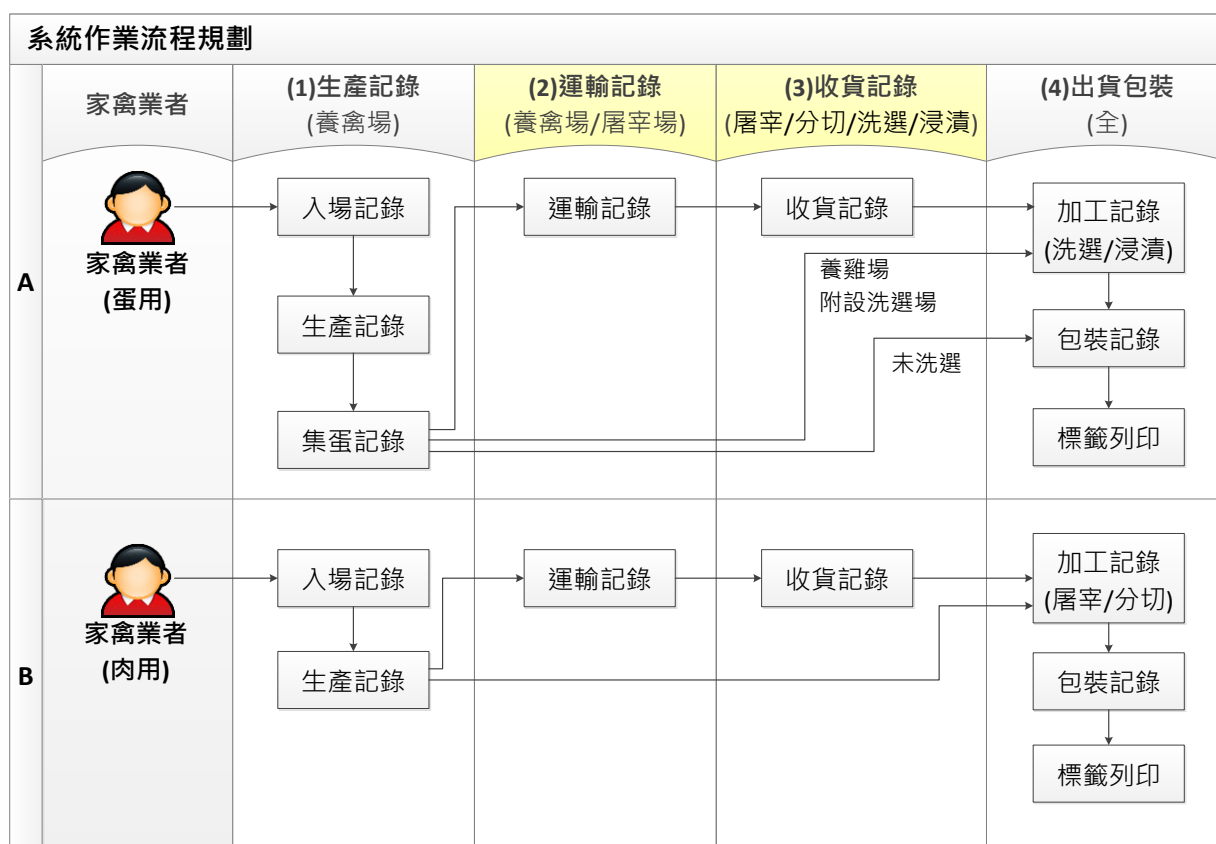 系統作業流程規劃
家禽業者
(1)生產記錄
(養禽場)
(2)運輸記錄
(養禽場/屠宰場)
(3)收貨記錄
(屠宰/分切/洗選/浸漬)
(4)出貨包裝
(全)
A
家禽業者
(蛋用)
入場記錄
生產記錄
集蛋記錄
運輸記錄
收貨記錄
養雞場
附設洗選場
未洗選
加工記錄
(洗選/浸漬)
包裝記錄
標籤列印
B
家禽業者
(肉用)
入場記錄
生產記錄
運輸記錄
收貨記錄
加工記錄
(屠宰/分切)
包裝記錄
標籤列印